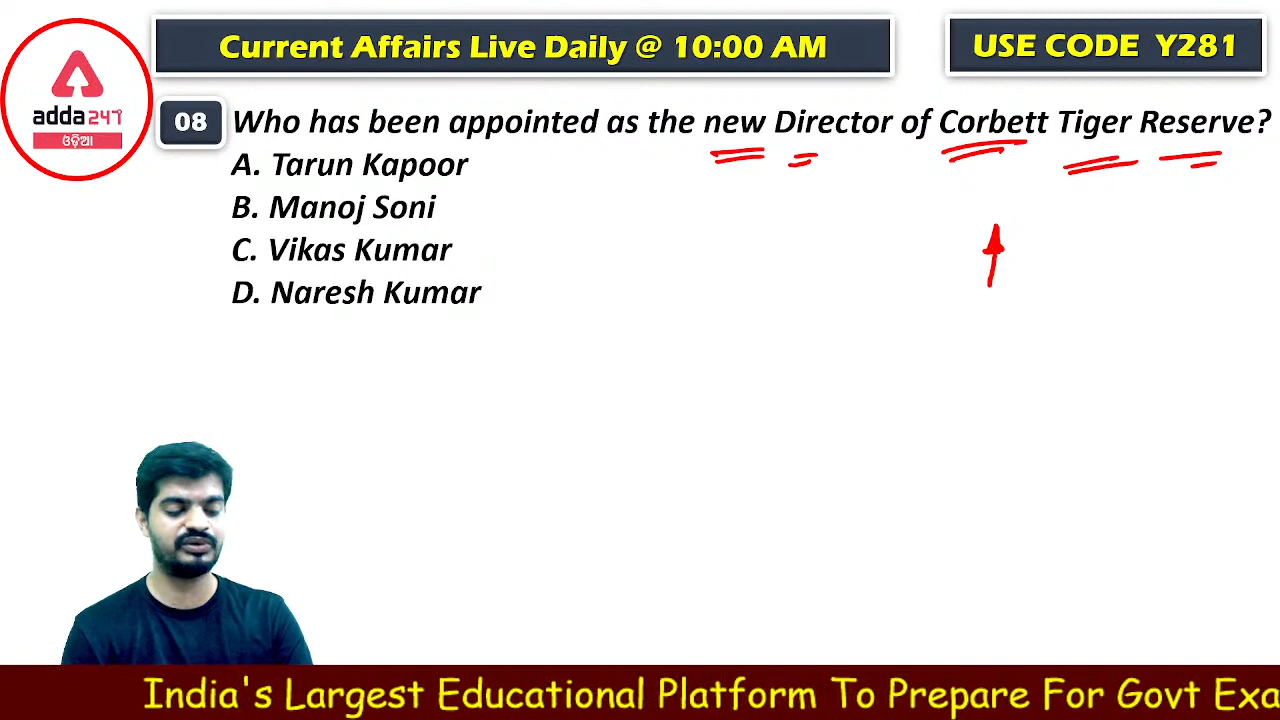 Current Affairs Live Daily @ 10:00 AM
USE CODE Y281
adda247
ଓଡ଼ିଆ
08 Who has been appointed as the new Director of Corbett Tiger Reserve?
A. Tarun Kapoor
B. Manoj Soni
C. Vikas Kumar
D. Naresh Kumar
India's Largest Educational Platform To Prepare For Govt Exa